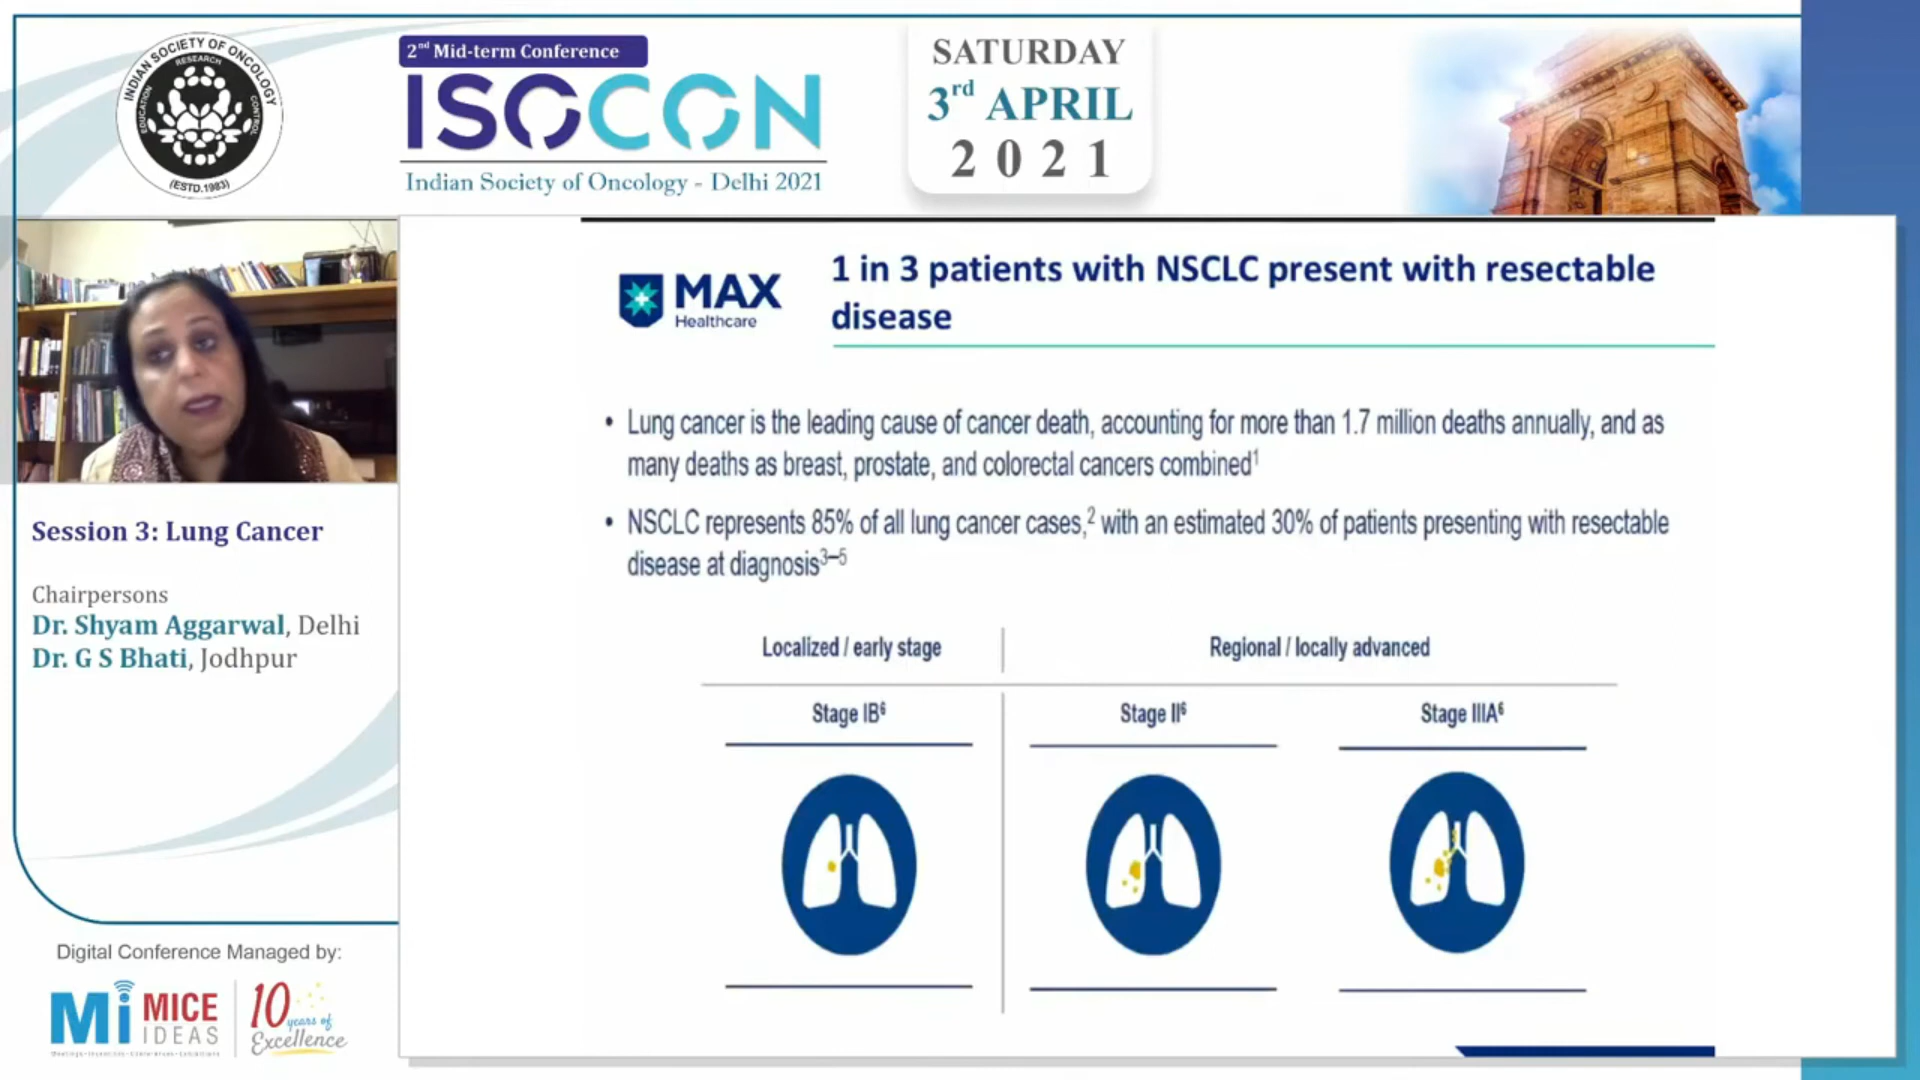 INDIAN SOCIETY OF ONCOLOGY
RESEARCH
EDUCATION
CONTROL
(ESTD.1983)
2nd Mid-term Conference
ISOCON
Indian Society of Oncology - Delhi 2021
SATURDAY
3rd APRIL
2021
Session 3: Lung Cancer
Chairpersons
Dr. Shyam Aggarwal, Delhi
Dr. G S Bhati, Jodhpur
Digital Conference Managed by:
Mi MICE
IDEAS
10
years of
Excellence
MAX
Healthcare
1 in 3 patients with NSCLC present with resectable
disease
• Lung cancer is the leading cause of cancer death, accounting for more than 1.7 million deaths annually, and as
many deaths as breast, prostate, and colorectal cancers combined¹
• NSCLC represents 85% of all lung cancer cases,² with an estimated 30% of patients presenting with resectable
disease at diagnosis³⁻⁵
Localized / early stage
Regional / locally advanced
Stage IB⁶
Stage II⁶
Stage IIIA⁶